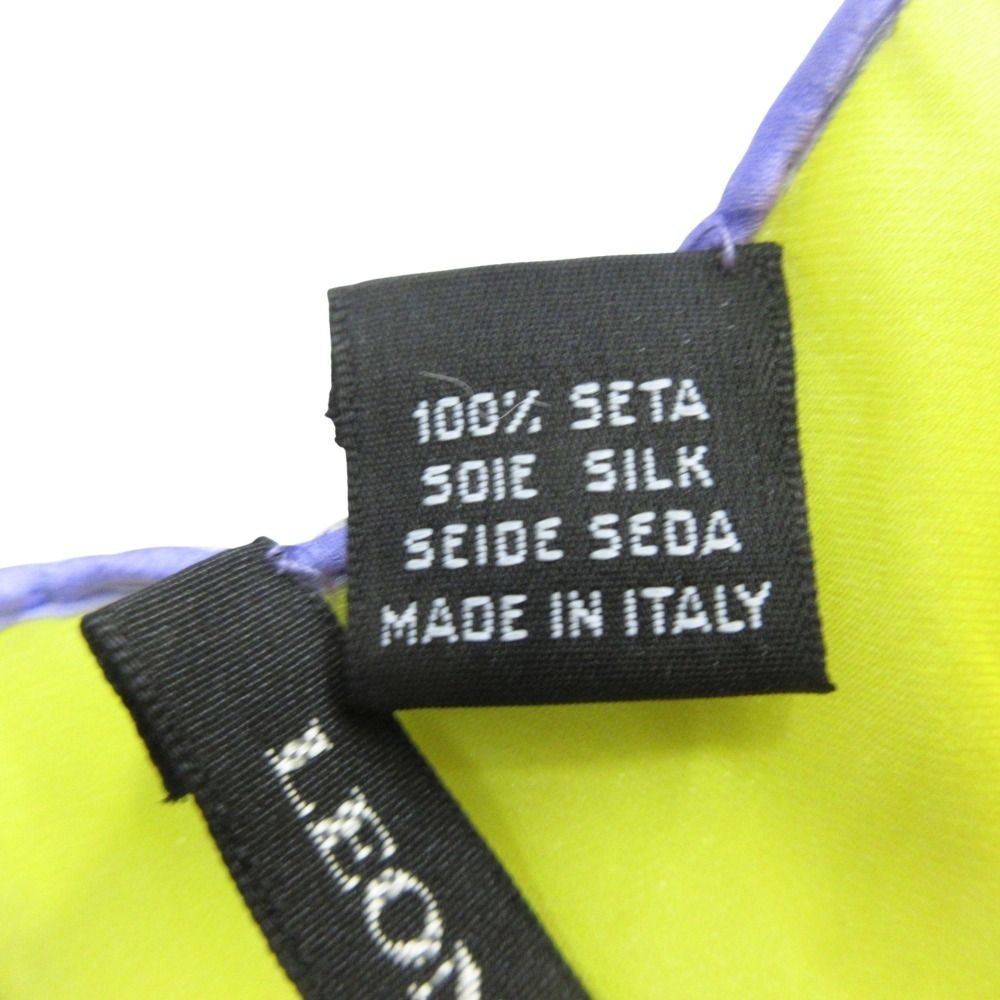 100% SETA
SOIE SILK
SEIDE SEDA
MADE IN ITALY